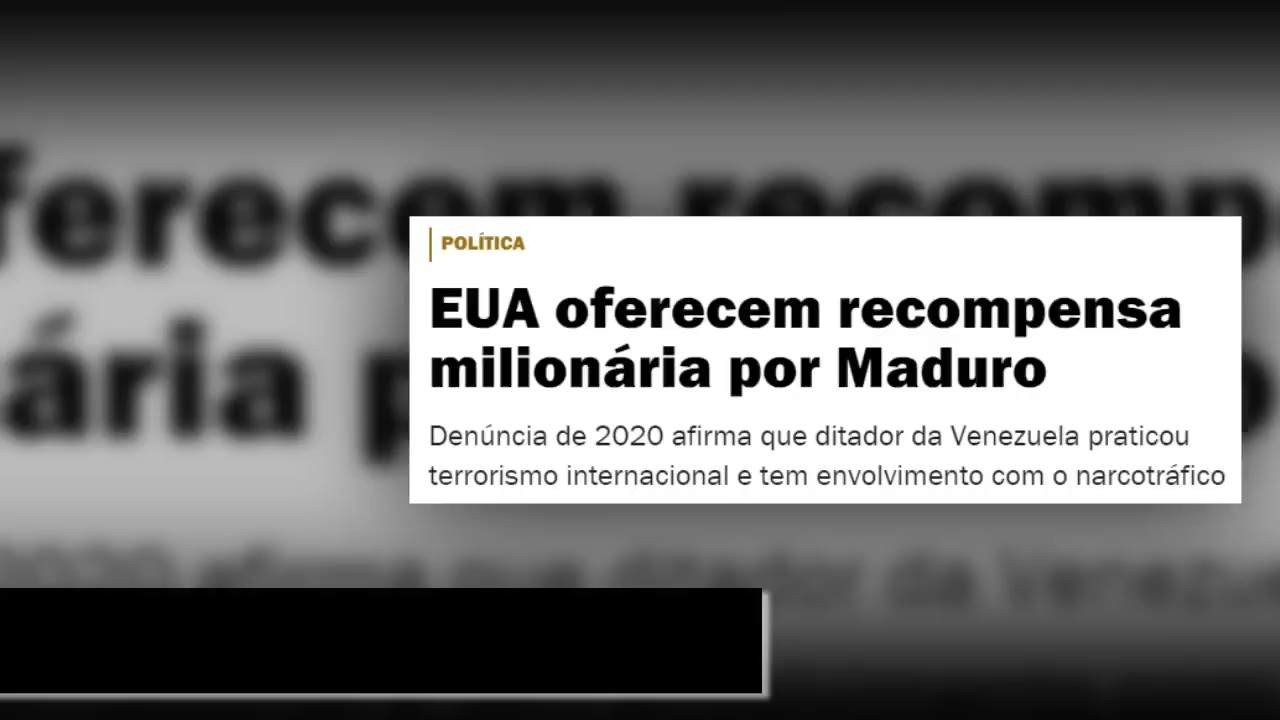 POLÍTICA
EUA oferecem recompensa
milionária por Maduro
Denúncia de 2020 afirma que ditador da Venezuela praticou
terrorismo internacional e tem envolvimento com o narcotráfico